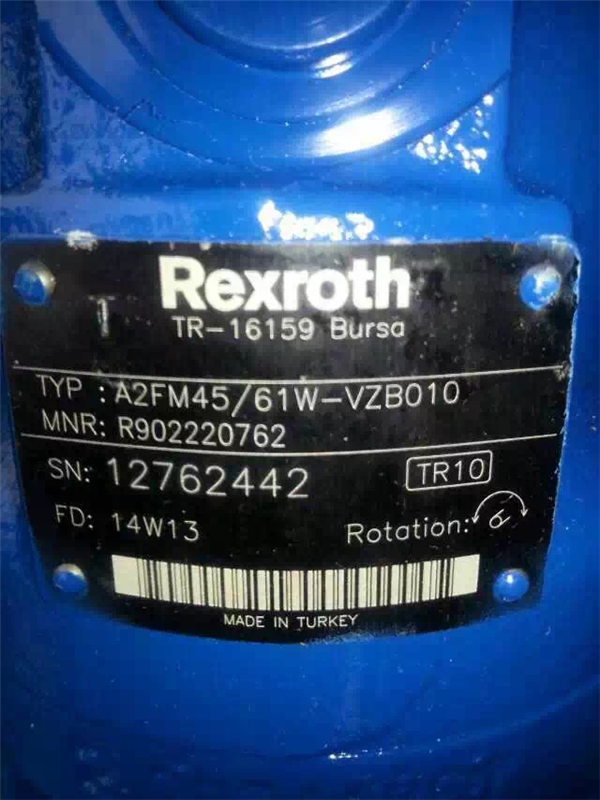 Rexroth
TR-16159 Bursa
TYP : A2FM45/61W-VZB010
MNR: R902220762
SN: 12762442 TR10
FD: 14W13 Rotation:
MADE IN TURKEY